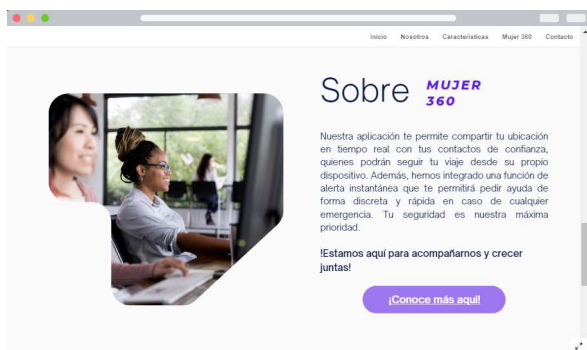 Inicio Nosotros Características Mujer 360 Contacto
Sobre MUJER
360
Nuestra aplicación te permite compartir tu ubicación
en tiempo real con tus contactos de confianza,
quienes podrán seguir tu viaje desde su propio
dispositivo. Además, hemos integrado una función de
alerta instantánea que te permitirá pedir ayuda de
forma discreta y rápida en caso de cualquier
emergencia. Tu seguridad es nuestra máxima
prioridad.
!Estamos aquí para acompañarnos y crecer
juntas!
¡Conoce más aquí!